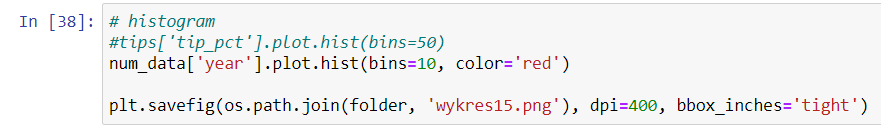 In [38]: # histogram
#tips['tip_pct'].plot.hist(bins=50)
num_data['year'].plot.hist(bins=10, color='red')
plt.savefig(os.path.join(folder, 'wykres15.png'), dpi=400, bbox_inches='tight')